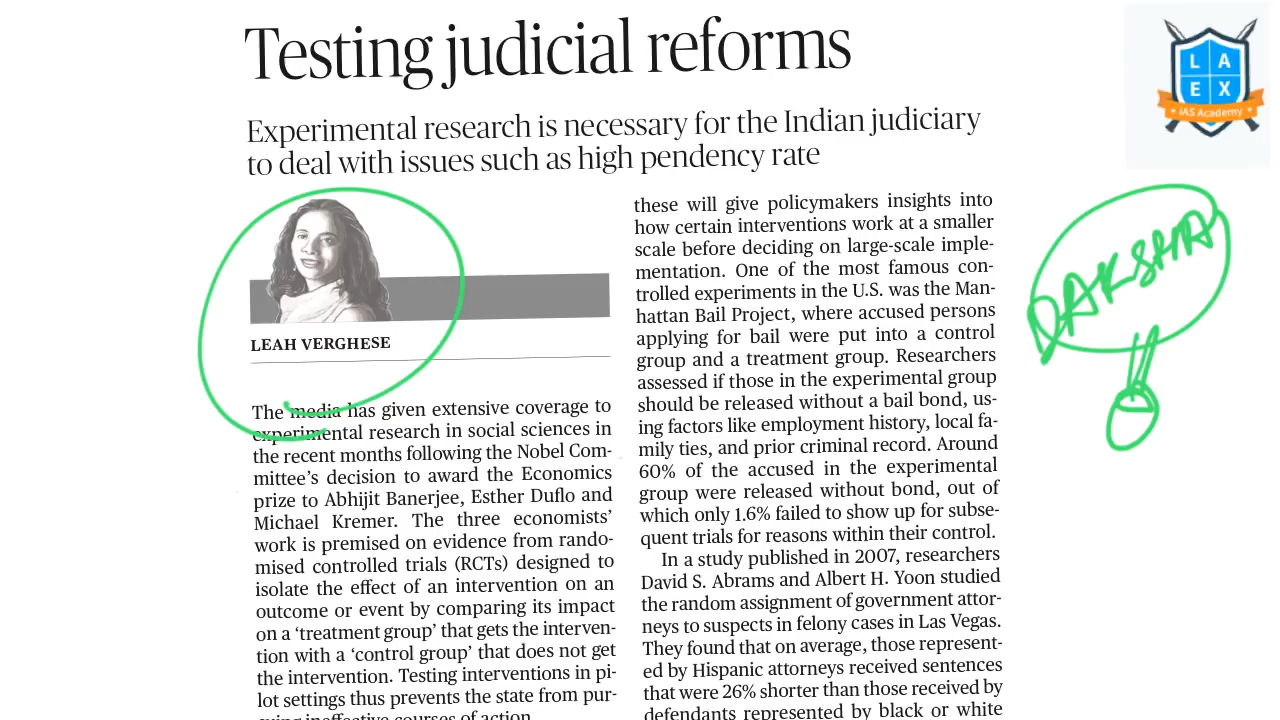 Testing judicial reforms
Experimental research is necessary for the Indian judiciary
to deal with issues such as high pendency rate
LEAH VERGHESE
The media has given extensive coverage to
experimental research in social sciences in
the recent months following the Nobel Com-
mittee's decision to award the Economics
prize to Abhijit Banerjee, Esther Duflo and
Michael Kremer. The three economists'
work is premised on evidence from rando-
mised controlled trials (RCTs) designed to
isolate the effect of an intervention on an
outcome or event by comparing its impact
on a 'treatment group' that gets the interven-
tion with a 'control group' that does not get
the intervention. Testing interventions in pi-
lot settings thus prevents the state from pur-
suing ineffective courses of action.
these will give policymakers insights into
how certain interventions work at a smaller
scale before deciding on large-scale imple-
mentation. One of the most famous con-
trolled experiments in the U.S. was the Man-
hattan Bail Project, where accused persons
applying for bail were put into a control
group and a treatment group. Researchers
assessed if those in the experimental group
should be released without a bail bond, us-
ing factors like employment history, local fa-
mily ties, and prior criminal record. Around
60% of the accused in the experimental
group were released without bond, out of
which only 1.6% failed to show up for subse-
quent trials for reasons within their control.
In a study published in 2007, researchers
David S. Abrams and Albert H. Yoon studied
the random assignment of government attor-
neys to suspects in felony cases in Las Vegas.
They found that on average, those represent-
ed by Hispanic attorneys received sentences
that were 26% shorter than those received by
defendants represented by black or white
DAKSHA
L A
E X
IAS Academy